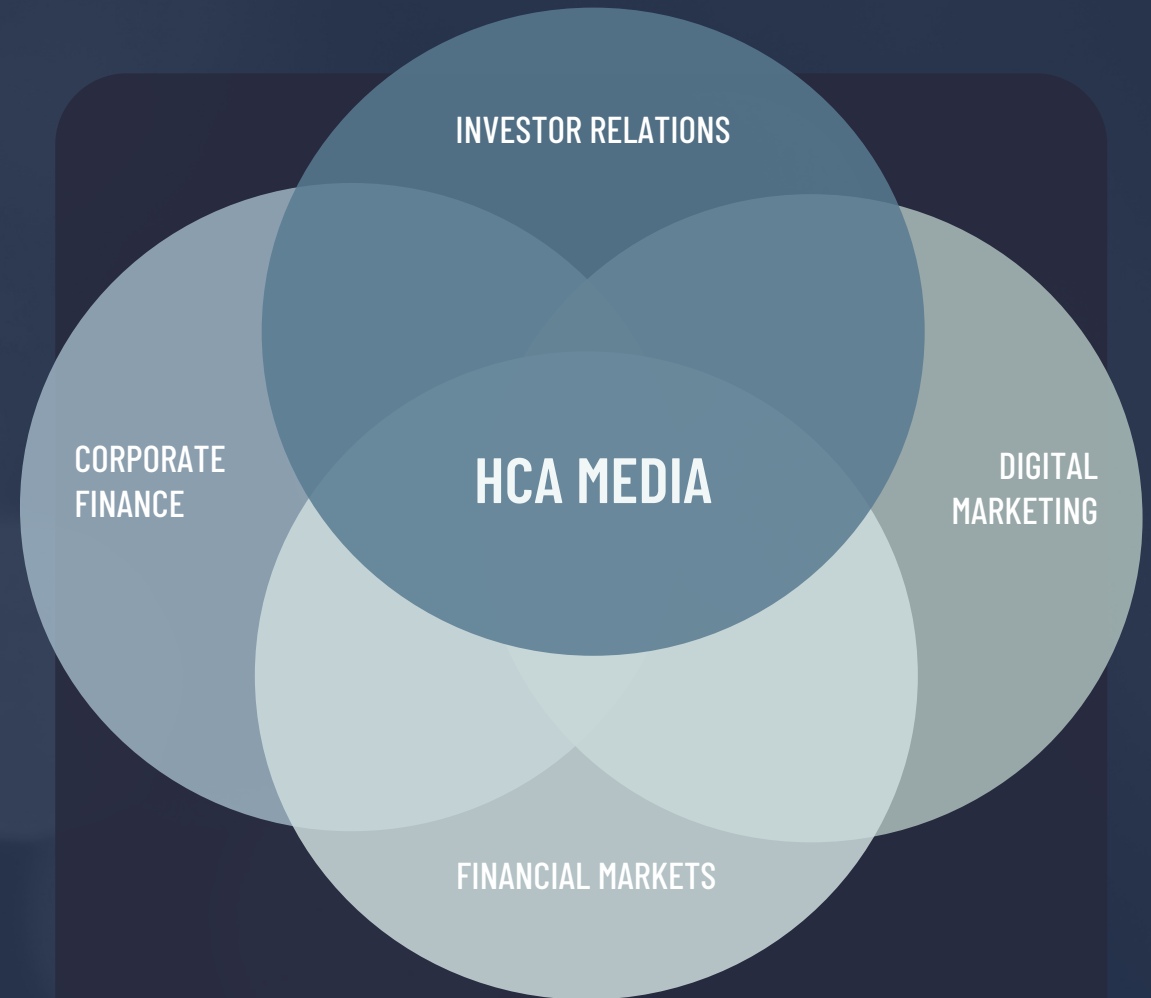 INVESTOR RELATIONS
CORPORATE
FINANCE
HCA MEDIA
DIGITAL
MARKETING
FINANCIAL MARKETS